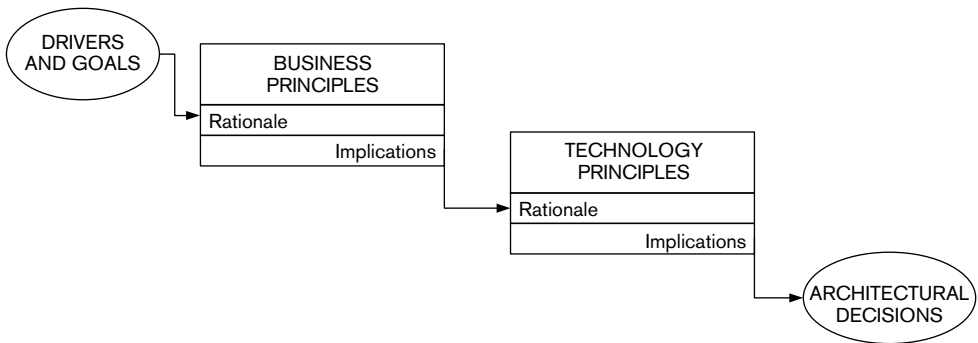 DRIVERS
AND GOALS
BUSINESS
PRINCIPLES
Rationale
Implications
TECHNOLOGY
PRINCIPLES
Rationale
Implications
ARCHITECTURAL
DECISIONS